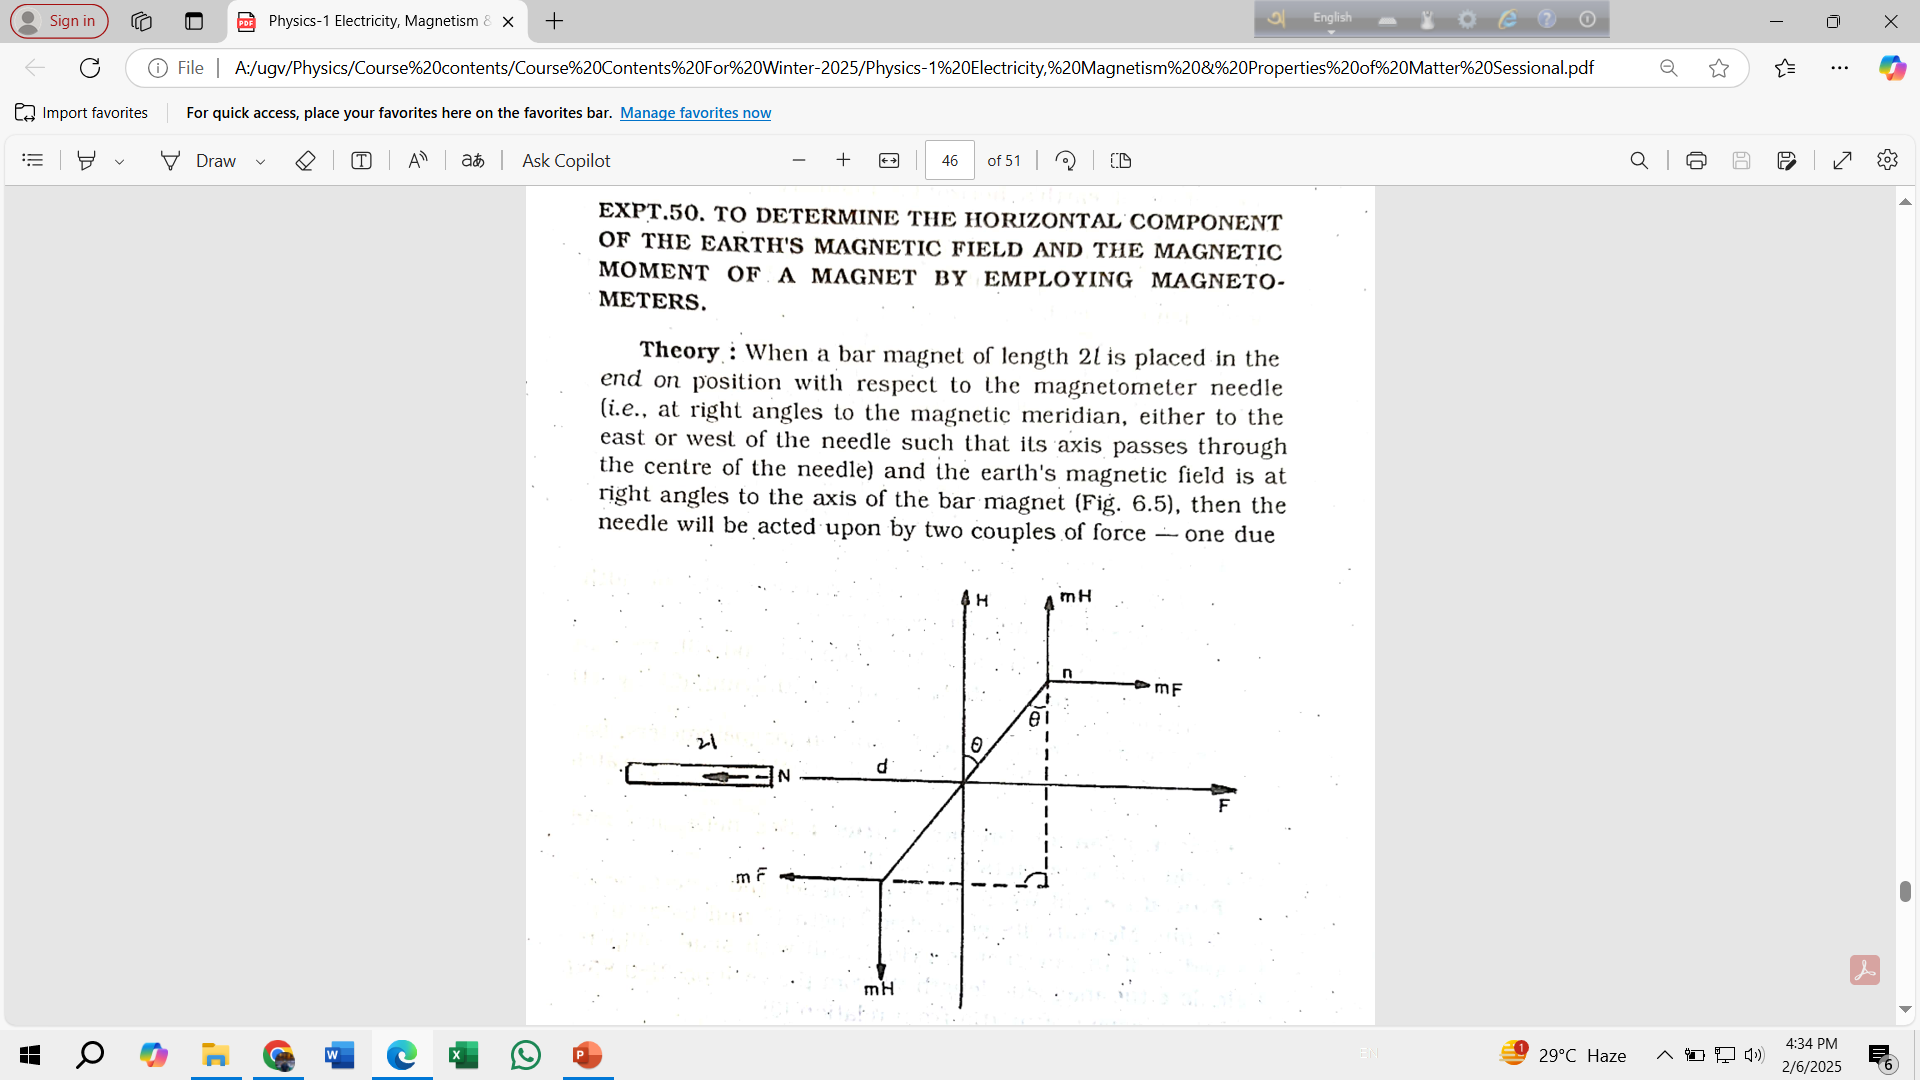 Sign in
Physics-1 Electricity, Magnetism &
English
File
A:/ugv/Physics/Course%20contents/Course%20Contents%20For%20Winter-2025/Physics-1%20Electricity,%20Magnetism%20&%20Properties%20of%20Matter%20Sessional.pdf
Import favorites
For quick access, place your favorites here on the favorites bar. Manage favorites now
Draw
Ask Copilot
46 of 51
EXPT.50. TO DETERMINE THE HORIZONTAL COMPONENT
OF THE EARTH'S MAGNETIC FIELD AND THE MAGNETIC
MOMENT OF A MAGNET BY EMPLOYING MAGNETO-
METERS.
Theory : When a bar magnet of length 2l is placed in the
end on position with respect to the magnetometer needle
(i.e., at right angles to the magnetic meridian, either to the
east or west of the needle such that its axis passes through
the centre of the needle) and the earth's magnetic field is at
right angles to the axis of the bar magnet (Fig. 6.5), then the
needle will be acted upon by two couples of force — one due
H
mH
n
mF
θ
θ
2l
N
d
F
mF
mH
29°C Haze
4:34 PM
2/6/2025
6